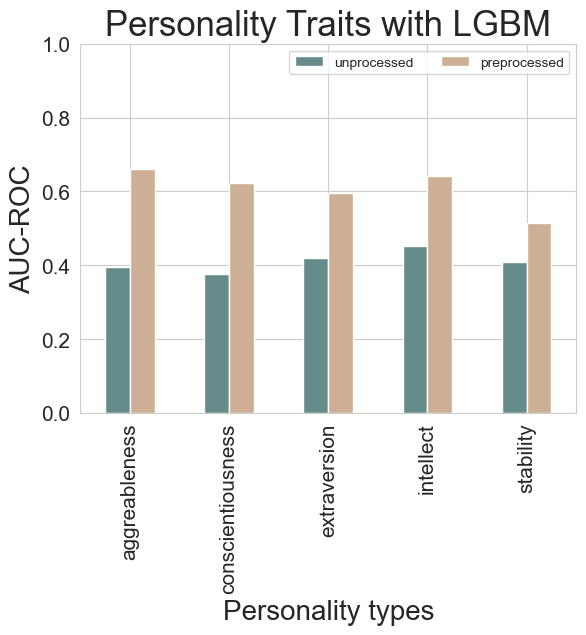 Personality Traits with LGBM
unprocessed preprocessed
AUC-ROC
1.0
0.8
0.6
0.4
0.2
0.0
aggreableness
conscientiousness
extraversion
intellect
stability
Personality types